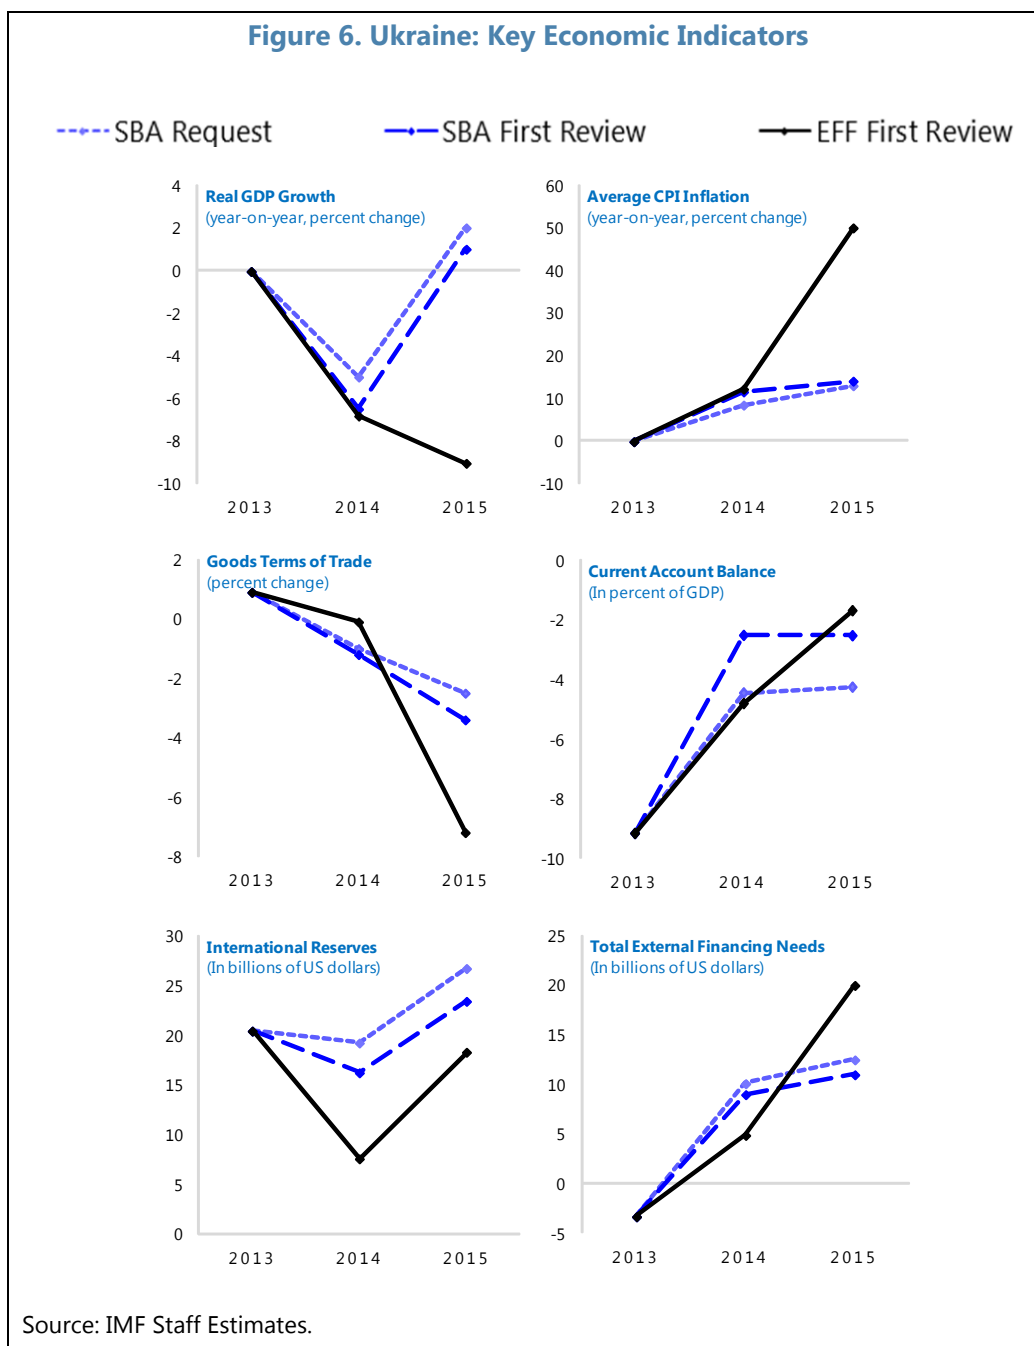 Figure 6. Ukraine: Key Economic Indicators
SBA Request
SBA First Review
EFF First Review
Real GDP Growth
(year-on-year, percent change)
4
2
0
-2
-4
-6
-8
-10
2013 2014 2015
Average CPI Inflation
(year-on-year, percent change)
60
50
40
30
20
10
0
-10
2013 2014 2015
Goods Terms of Trade
(percent change)
2
0
-2
-4
-6
-8
2013 2014 2015
Current Account Balance
(In percent of GDP)
0
-2
-4
-6
-8
-10
2013 2014 2015
International Reserves
(In billions of US dollars)
30
25
20
15
10
5
0
2013 2014 2015
Total External Financing Needs
(In billions of US dollars)
25
20
15
10
5
0
-5
2013 2014 2015
Source: IMF Staff Estimates.